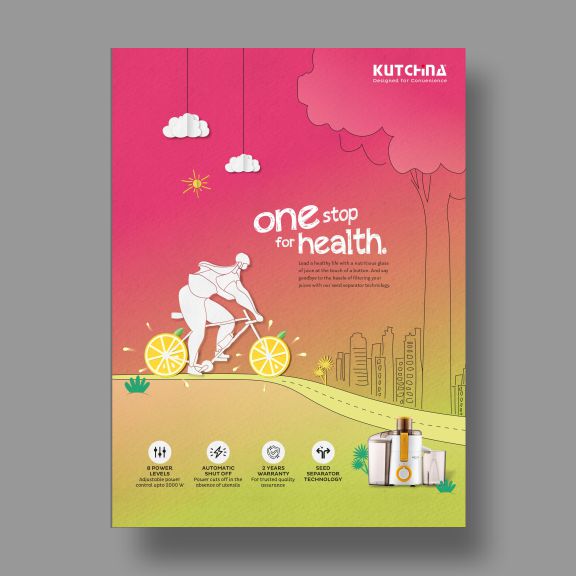 KUTCHINA
Designed for Convenience
one stop
for health.
Lead a healthy life with a nutritious glass
of juice at the touch of a button. And say
goodbye to the hassle of filtering your
juices with our seed separator technology.
8 POWER
LEVELS
Adjustable power
control upto 2000 W
AUTOMATIC
SHUT OFF
Power cuts off in the
absence of utensils
2 YEARS
WARRANTY
For trusted quality
assurance
SEED
SEPARATOR
TECHNOLOGY